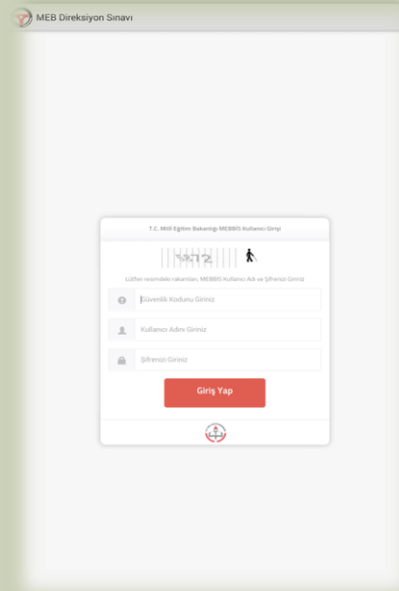 MEB Direksiyon Sınavı
T.C. Milli Eğitim Bakanlığı MEBBİS Kullanıcı Girişi
Lütfen resimdeki rakamları, MEBBİS Kullanıcı Adı ve Şifrenizi Giriniz
Güvenlik Kodunu Giriniz
Kullanıcı Adını Giriniz
Şifrenizi Giriniz
Giriş Yap